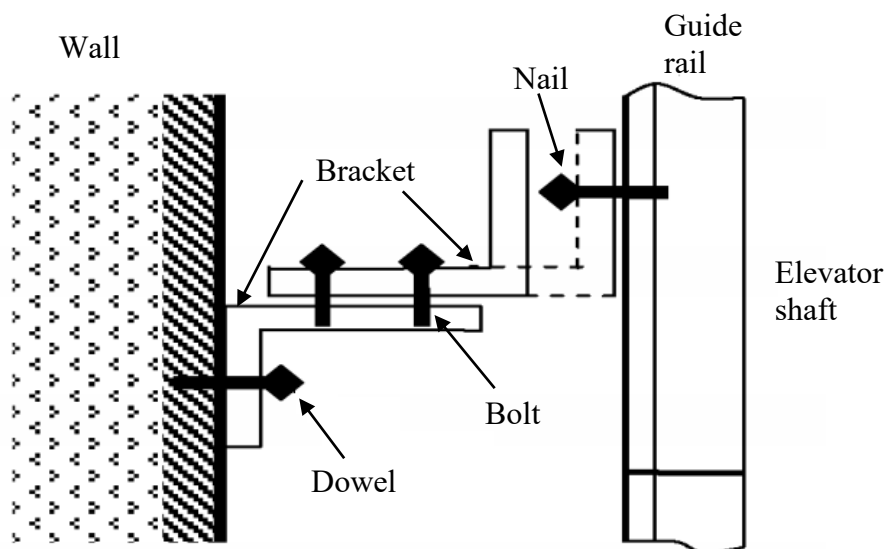 Wall
Guide
rail
Nail
Bracket
Elevator
shaft
Bolt
Dowel